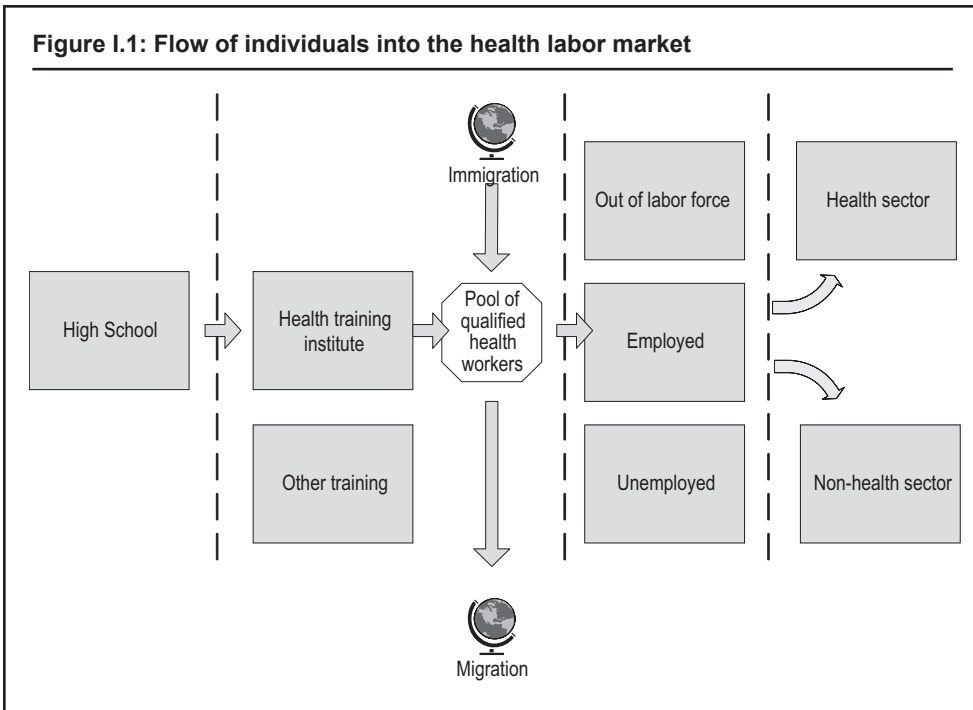 Figure I.1: Flow of individuals into the health labor market
Immigration
Out of labor force
Health sector
High School
Health training
institute
Pool of
qualified
health
workers
Employed
Other training
Unemployed
Non-health sector
Migration